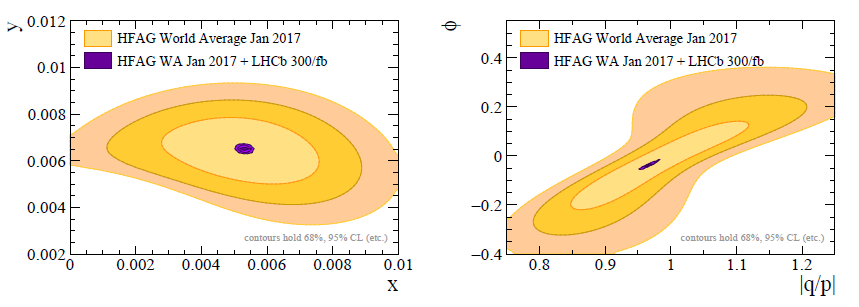 y
0.012
0.01
0.008
0.006
0.004
0.002
HFAG World Average Jan 2017
HFAG WA Jan 2017 + LHCb 300/fb
contours hold 68%, 95% CL (etc.)
0 0.002 0.004 0.006 0.008 0.01
x
ϕ
0.4
0.2
0
−0.2
−0.4
HFAG World Average Jan 2017
HFAG WA Jan 2017 + LHCb 300/fb
contours hold 68%, 95% CL (etc.)
0.8 0.9 1 1.1 1.2
|q/p|